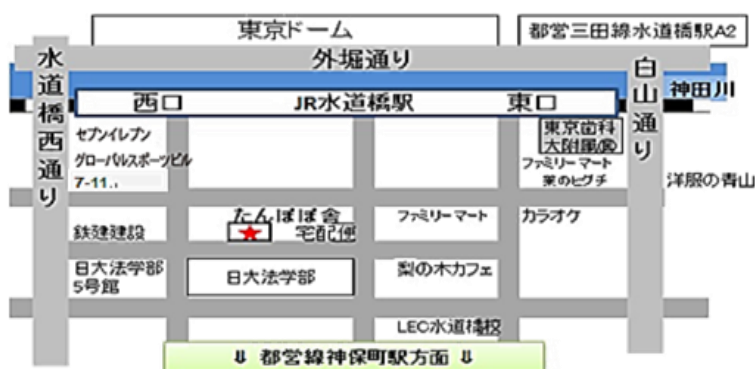 東京ドーム
都営三田線水道橋駅A2
外堀通り
水道橋西通り
白山通り
神田川
西口
JR水道橋駅
東口
セブンイレブン
グローバルスポーツビル
7-11
東京歯科
大附属㊩
ファミリーマート
薬のヒグチ
洋服の青山
鉄建建設
たんぽぽ舎
宅配便
ファミリーマート
カラオケ
日大法学部
5号館
日大法学部
梨の木カフェ
LEC水道橋校
⇓ 都営線神保町駅方面 ⇓